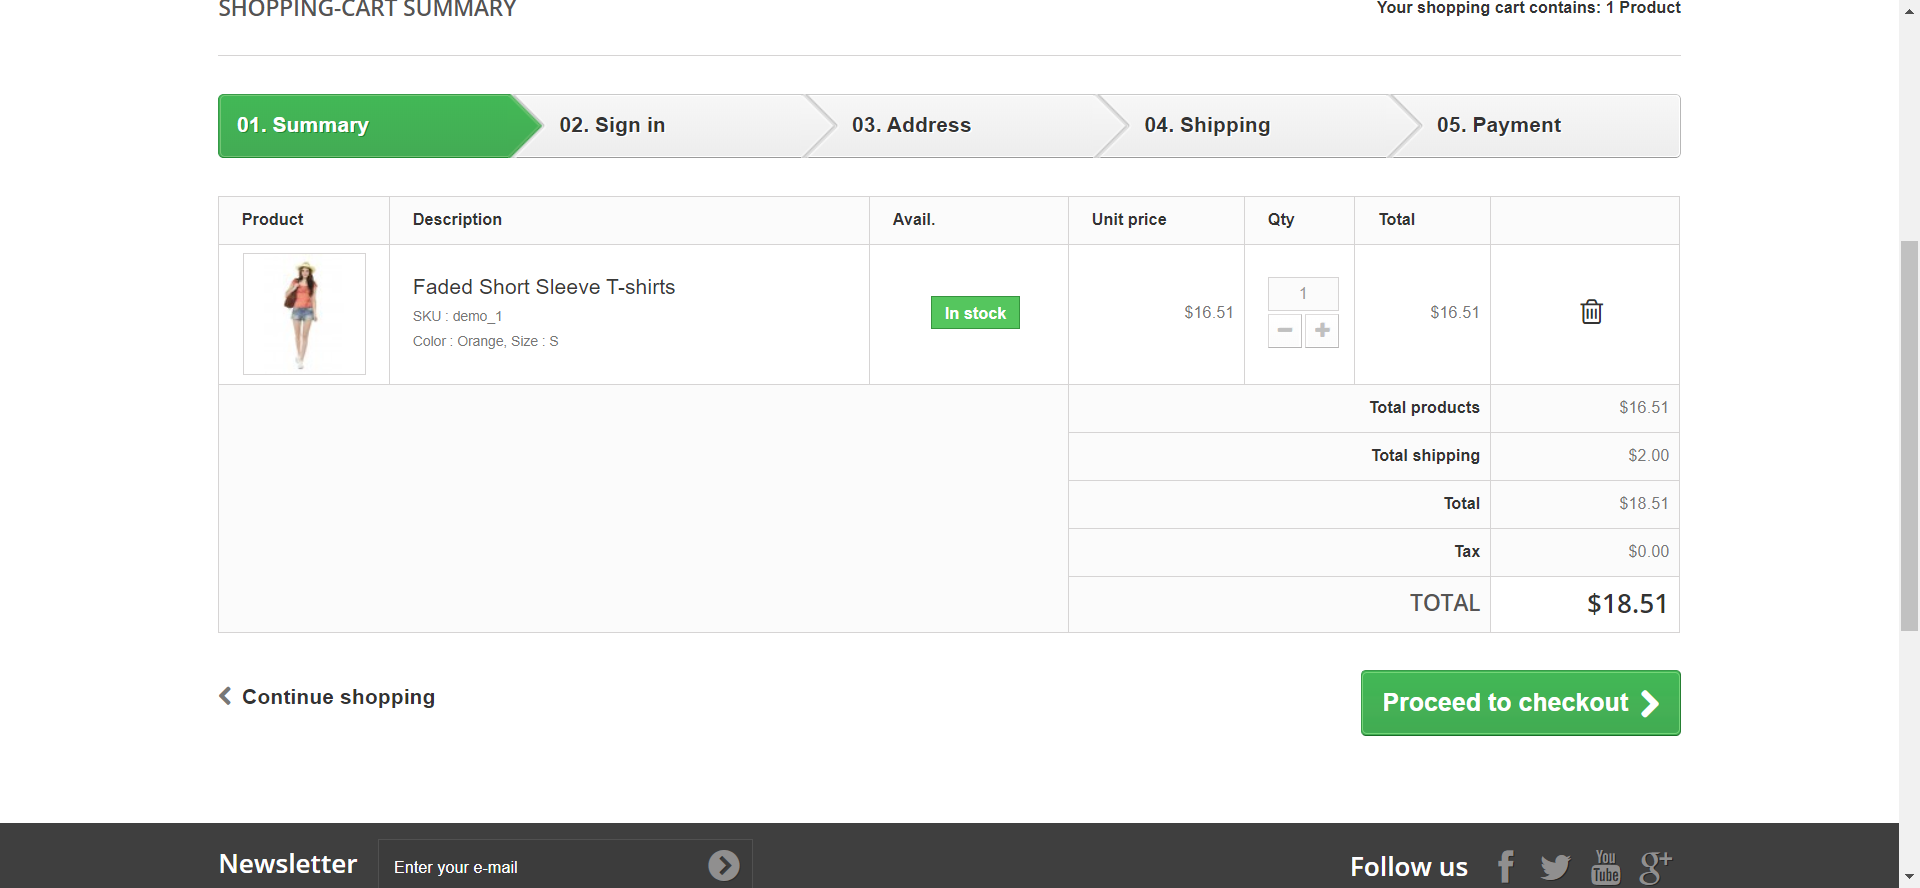 SHOPPING-CART SUMMARY
Your shopping cart contains: 1 Product
01. Summary
02. Sign in
03. Address
04. Shipping
05. Payment
Product Description Avail. Unit price Qty Total
Faded Short Sleeve T-shirts
SKU : demo_1
Color : Orange, Size : S
In stock
$16.51
1
$16.51
Total products $16.51
Total shipping $2.00
Total $18.51
Tax $0.00
TOTAL $18.51
Continue shopping
Proceed to checkout
Newsletter
Enter your e-mail
Follow us
You
Tube
g+